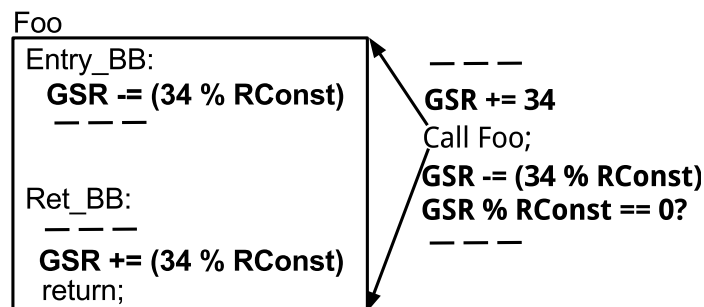 Foo
Entry_BB:
GSR -= (34 % RConst)
Ret_BB:
GSR += (34 % RConst)
return;
GSR += 34
Call Foo;
GSR -= (34 % RConst)
GSR % RConst == 0?